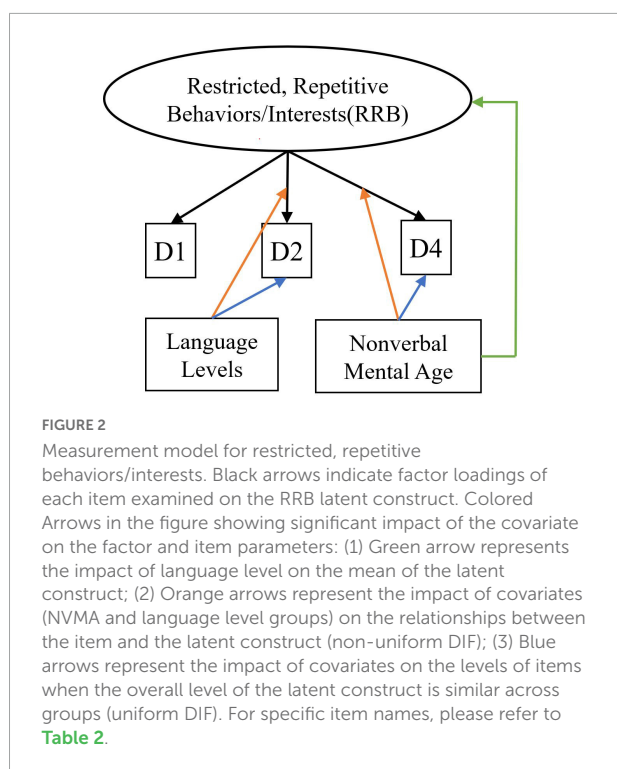 Restricted, Repetitive
Behaviors/Interests(RRB)
D1
D2
D4
Language
Levels
Nonverbal
Mental Age
FIGURE 2
Measurement model for restricted, repetitive
behaviors/interests. Black arrows indicate factor loadings of
each item examined on the RRB latent construct. Colored
Arrows in the figure showing significant impact of the covariate
on the factor and item parameters: (1) Green arrow represents
the impact of language level on the mean of the latent
construct; (2) Orange arrows represent the impact of covariates
(NVMA and language level groups) on the relationships between
the item and the latent construct (non-uniform DIF); (3) Blue
arrows represent the impact of covariates on the levels of items
when the overall level of the latent construct is similar across
groups (uniform DIF). For specific item names, please refer to
Table 2.